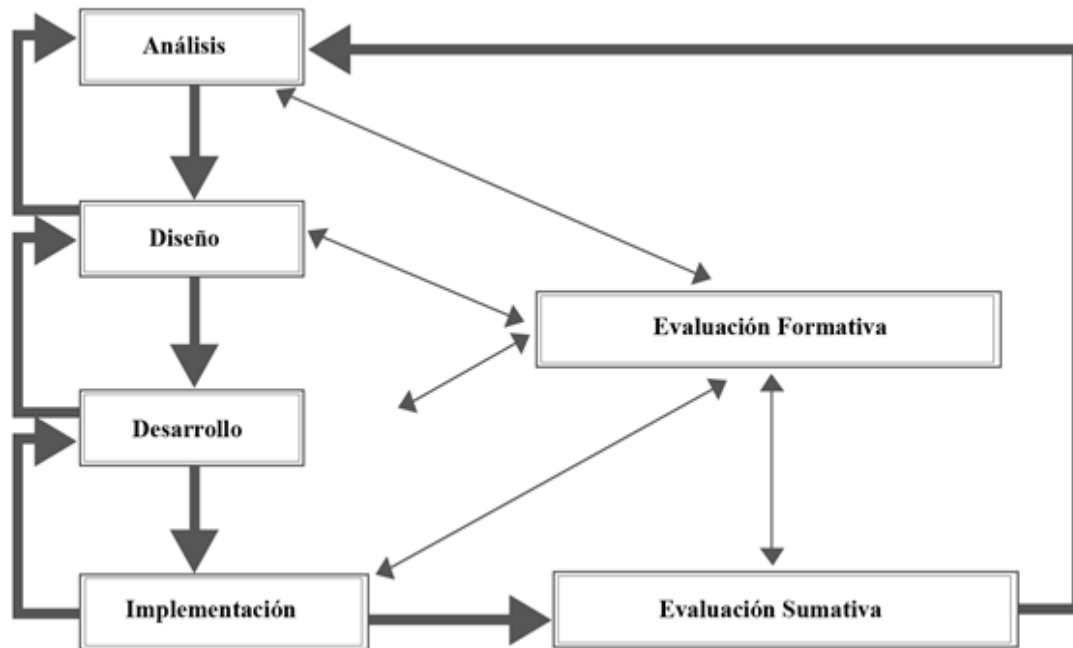 Análisis
Diseño
Evaluación Formativa
Desarrollo
Implementación
Evaluación Sumativa